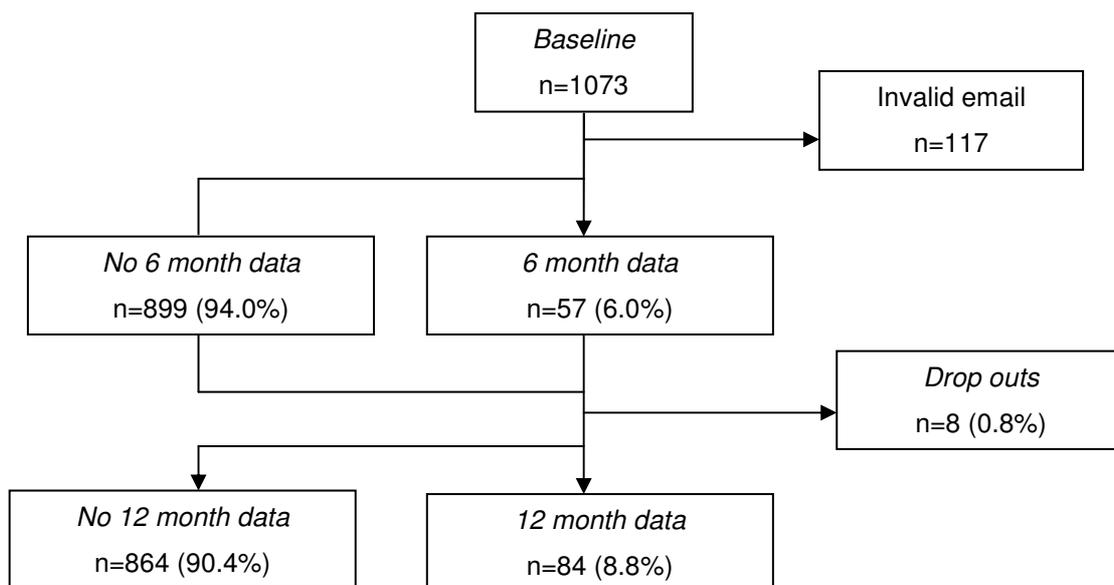 Baseline
n=1073
Invalid email
n=117
No 6 month data
n=899 (94.0%)
6 month data
n=57 (6.0%)
Drop outs
n=8 (0.8%)
No 12 month data
n=864 (90.4%)
12 month data
n=84 (8.8%)